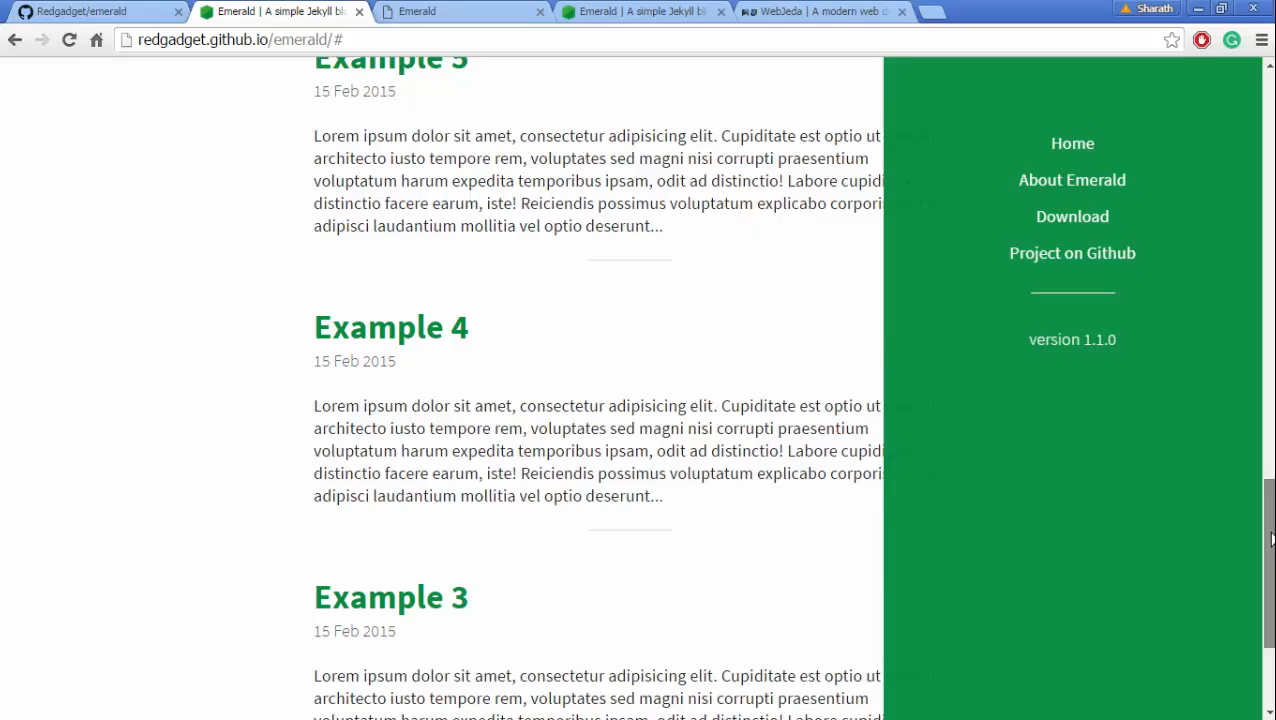 Redgadget/emerald
Emerald | A simple Jekyll blo
Emerald
Emerald | A simple Jekyll blo
WebJeda | A modern web d
Sharath
redgadget.github.io/emerald/#
Example 5
15 Feb 2015
Lorem ipsum dolor sit amet, consectetur adipisicing elit. Cupiditate est optio ut
architecto iusto tempore rem, voluptates sed magni nisi corrupti praesentium
voluptatum harum expedita temporibus ipsam, odit ad distinctio! Labore cupidi
distinctio facere earum, iste! Reiciendis possimus voluptatum explicabo corporis
adipisci laudantium mollitia vel optio deserunt...
Example 4
15 Feb 2015
Lorem ipsum dolor sit amet, consectetur adipisicing elit. Cupiditate est optio ut
architecto iusto tempore rem, voluptates sed magni nisi corrupti praesentium
voluptatum harum expedita temporibus ipsam, odit ad distinctio! Labore cupidi
distinctio facere earum, iste! Reiciendis possimus voluptatum explicabo corporis
adipisci laudantium mollitia vel optio deserunt...
Example 3
15 Feb 2015
Lorem ipsum dolor sit amet, consectetur adipisicing elit. Cupiditate est optio ut
architecto iusto tempore rem, voluptates sed magni nisi corrupti praesentium
Home
About Emerald
Download
Project on Github
version 1.1.0